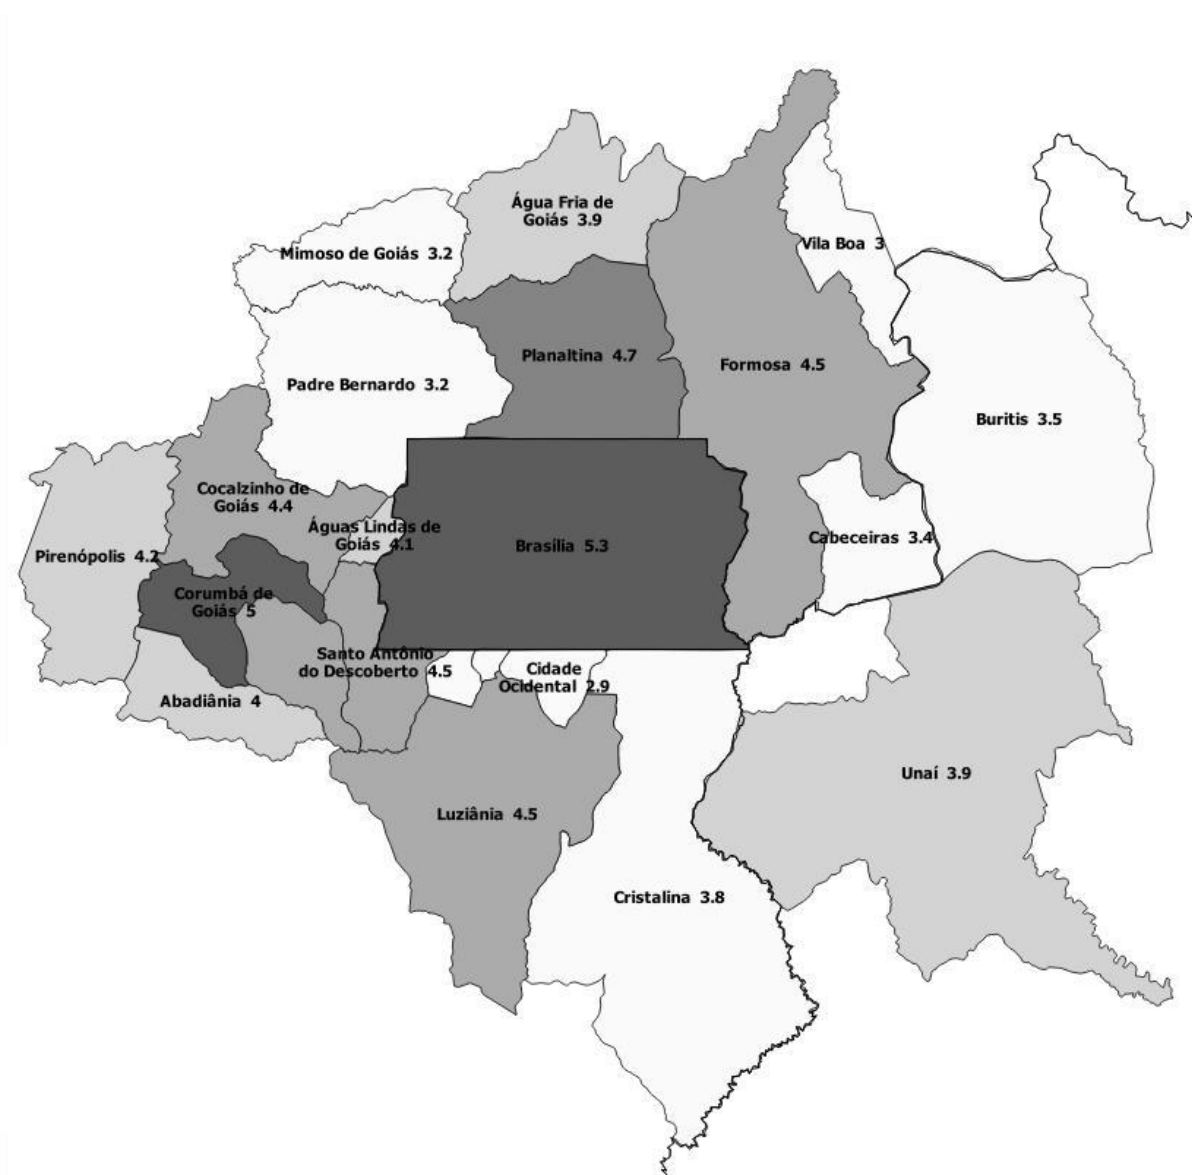 Água Fria de
Goiás 3.9
Vila Boa 3
Mimoso de Goiás 3.2
Planaltina 4.7
Formosa 4.5
Padre Bernardo 3.2
Buritis 3.5
Cocalzinho de
Goiás 4.4
Águas Lindas de
Goiás 4.1
Cabeceiras 3.4
Brasília 5.3
Pirenópolis 4.2
Corumbá de
Goiás 5
Santo Antônio
do Descoberto 4.5
Cidade
Ocidental 2.9
Abadiânia 4
Unaí 3.9
Luziânia 4.5
Cristalina 3.8